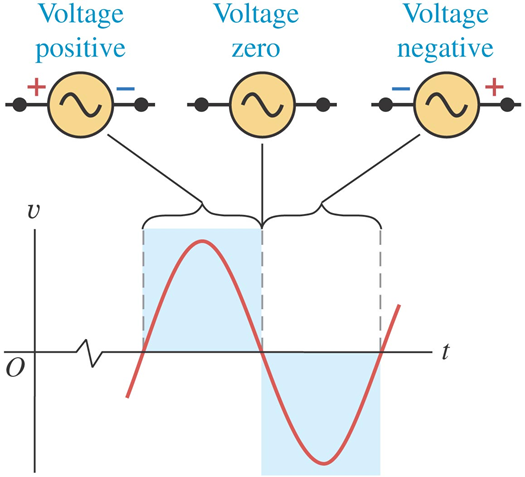 Voltage positive
Voltage zero
Voltage negative
+ −
− +
v
O
t